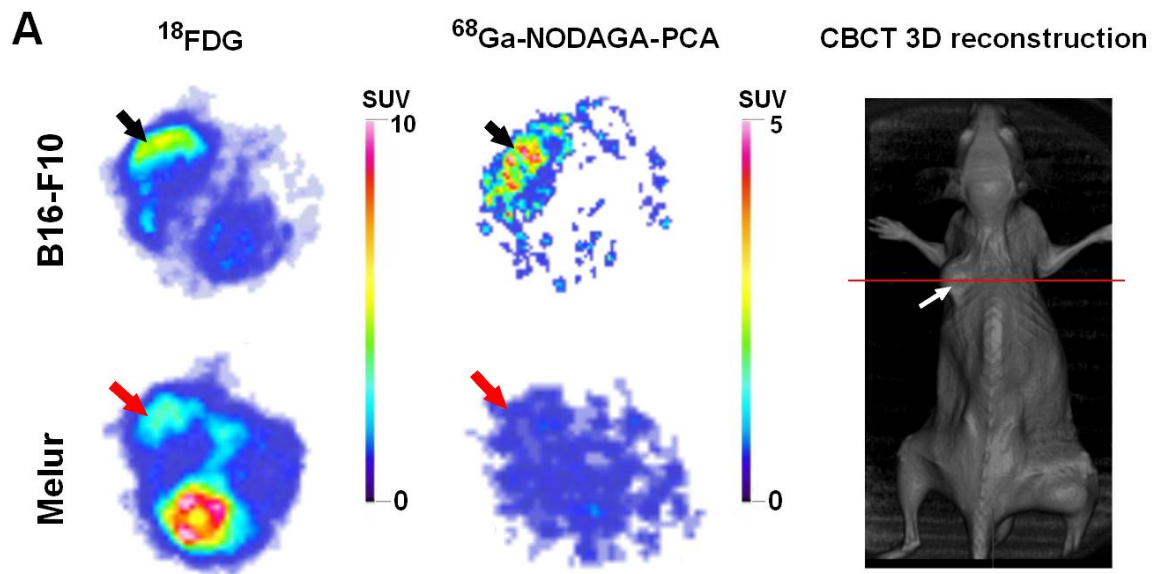 A
18FDG
68Ga-NODAGA-PCA
CBCT 3D reconstruction
SUV
10
SUV
5
B16-F10
Melur
0
0